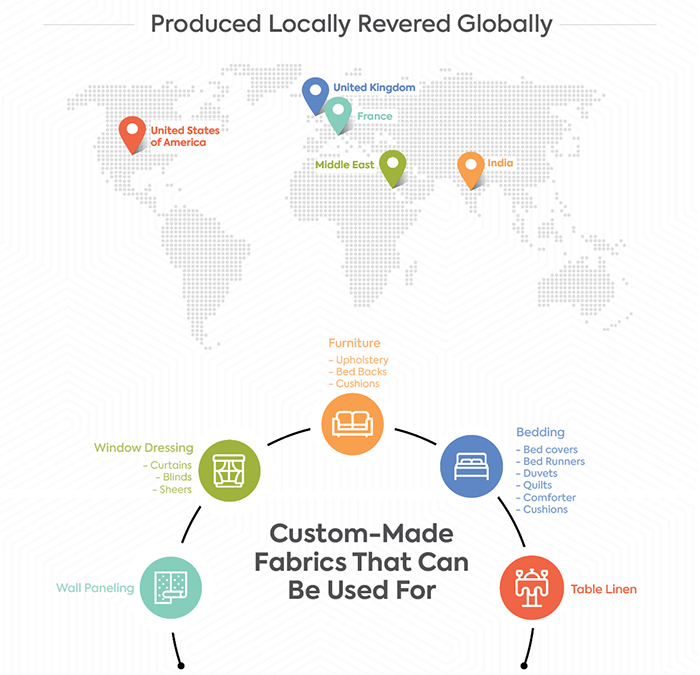 Produced Locally Revered Globally
United Kingdom
France
United States
of America
Middle East
India
Furniture
- Upholstery
- Bed Backs
- Cushions
Window Dressing
- Curtains
- Blinds
- Sheers
Bedding
- Bed covers
- Bed Runners
- Duvets
- Quilts
- Comforter
- Cushions
Custom-Made
Fabrics That Can
Be Used For
Wall Paneling
Table Linen